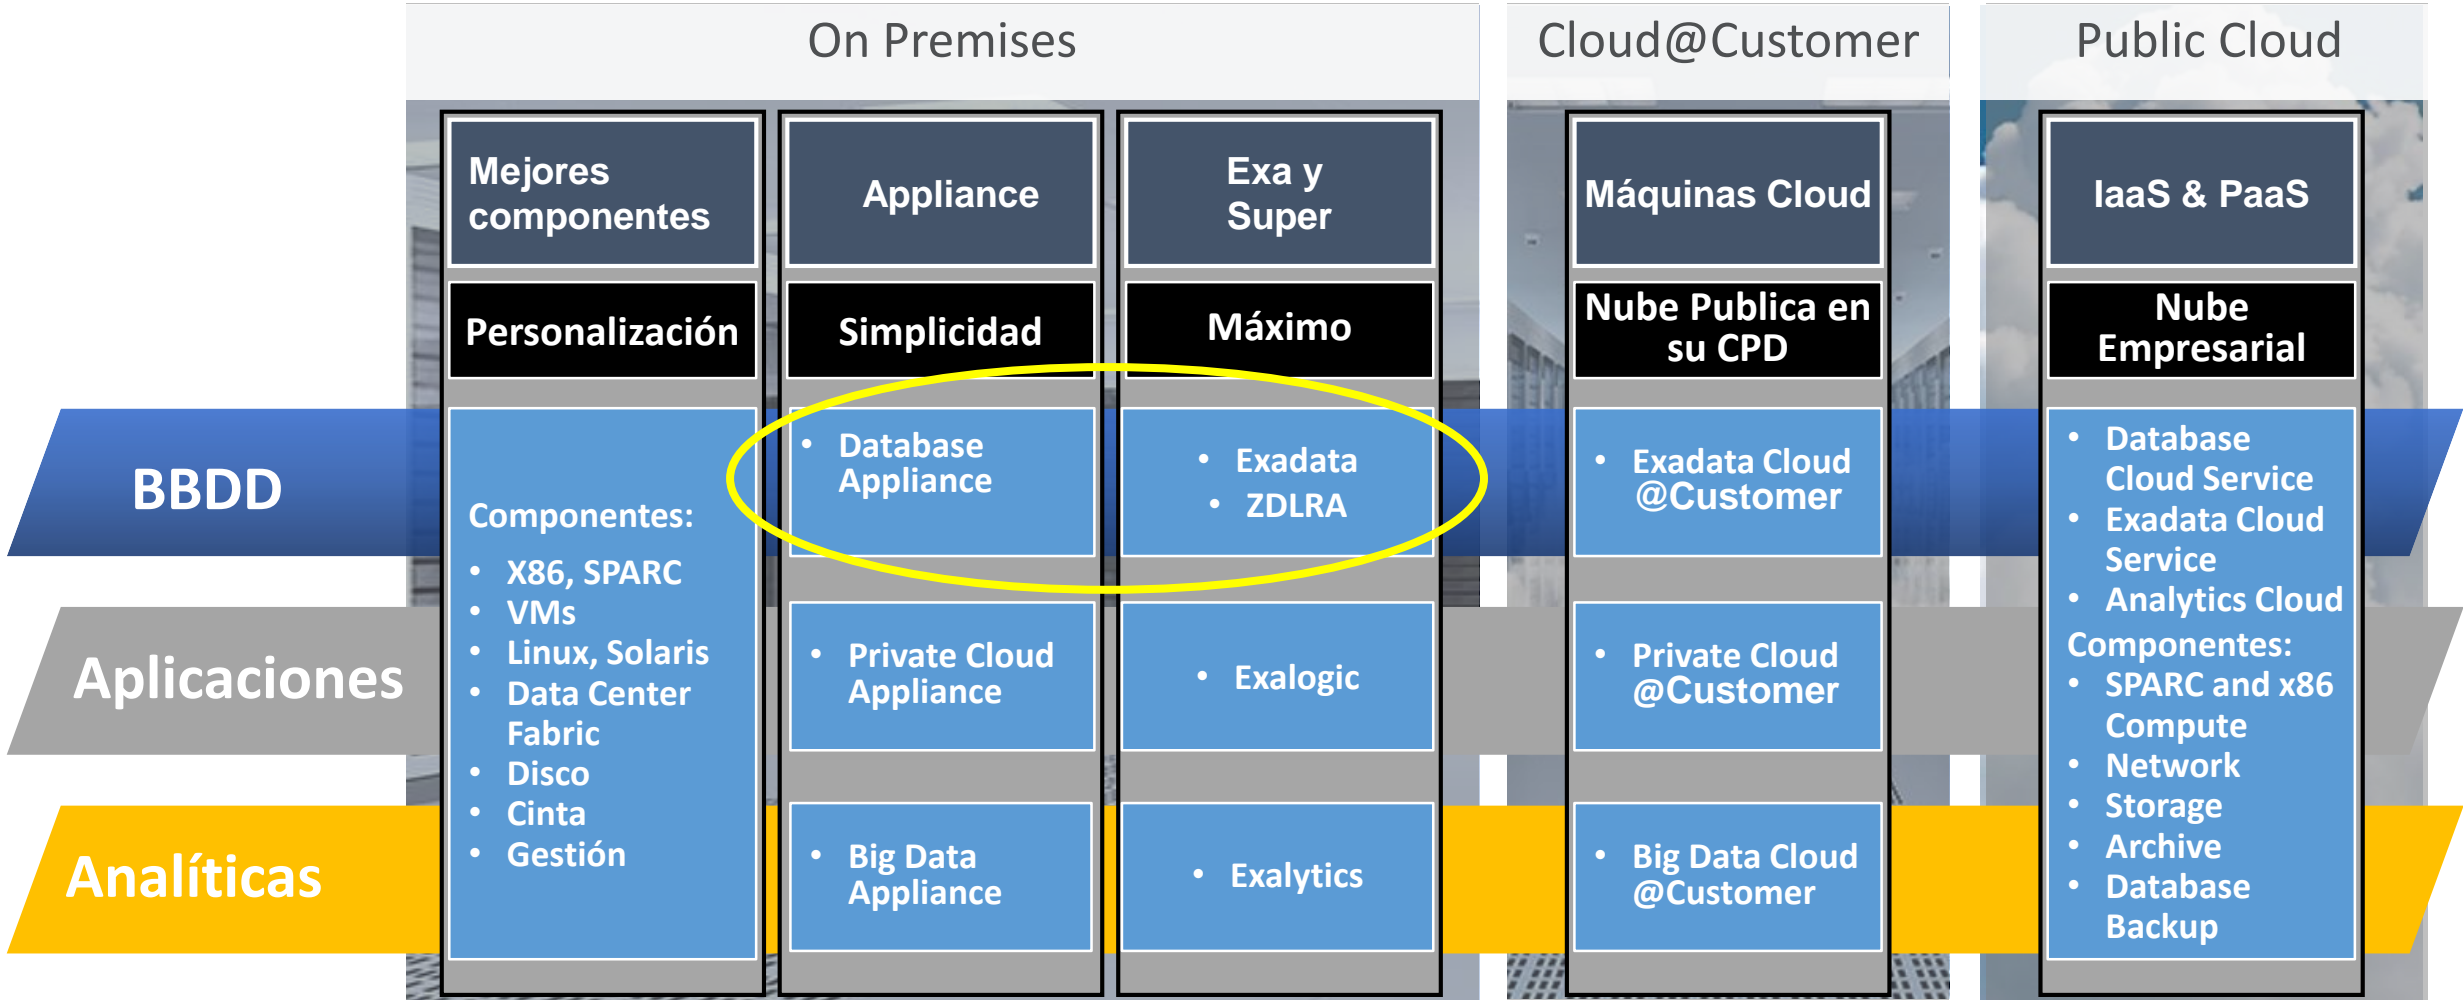 On Premises
Cloud@Customer
Public Cloud
Mejores
componentes
Appliance
Exa y
Super
Máquinas Cloud
IaaS & PaaS
Personalización
Simplicidad
Máximo
Nube Publica en
su CPD
Nube
Empresarial
BBDD
Aplicaciones
Analíticas
Componentes:
• X86, SPARC
• VMs
• Linux, Solaris
• Data Center
Fabric
• Disco
• Cinta
• Gestión
• Database
Appliance
• Private Cloud
Appliance
• Big Data
Appliance
• Exadata
• ZDLRA
• Exalogic
• Exalytics
• Exadata Cloud
@Customer
• Private Cloud
@Customer
• Big Data Cloud
@Customer
• Database
Cloud Service
• Exadata Cloud
Service
• Analytics Cloud
Componentes:
• SPARC and x86
Compute
• Network
• Storage
• Archive
• Database
Backup